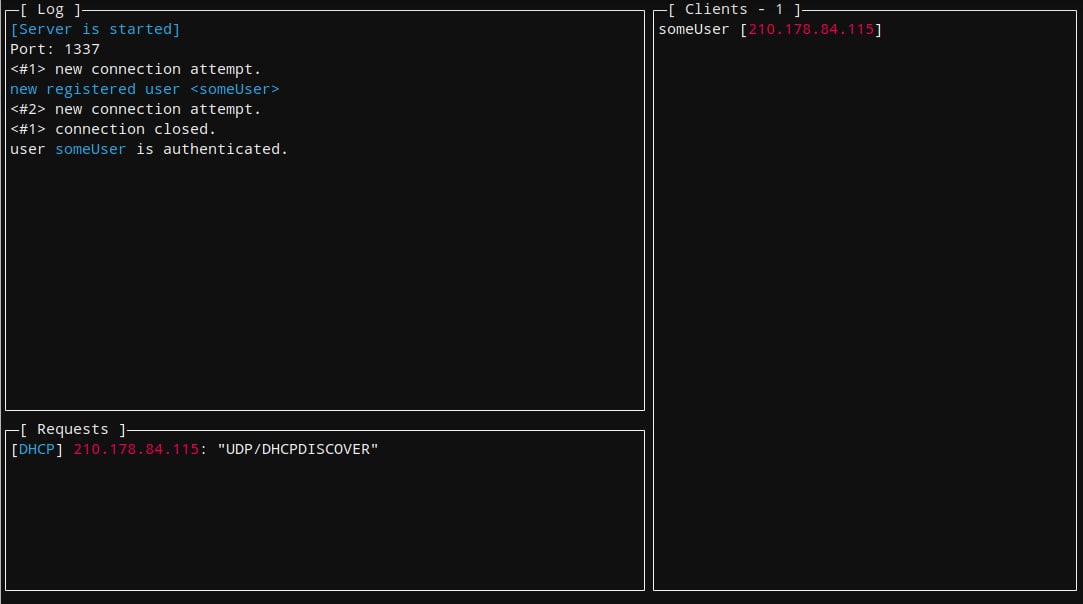 [ Log ]
[Server is started]
Port: 1337
<#1> new connection attempt.
new registered user <someUser>
<#2> new connection attempt.
<#1> connection closed.
user someUser is authenticated.
[ Requests ]
[DHCP] 210.178.84.115: "UDP/DHCPDISCOVER"
[ Clients - 1 ]
someUser [210.178.84.115]